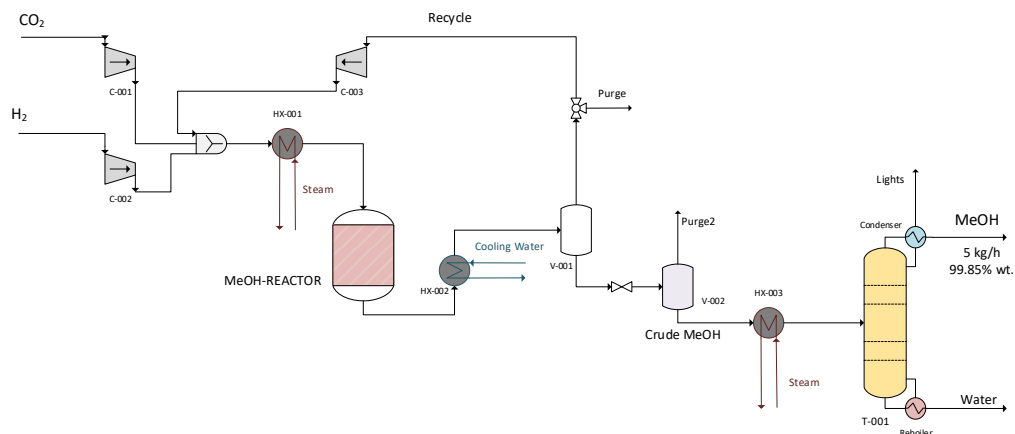 CO₂
Recycle
C-001
C-003
Purge
H₂
HX-001
C-002
Steam
Lights
Condenser
MeOH
5 kg/h
99.85% wt.
Purge2
Cooling Water
V-001
MeOH-REACTOR
HX-002
V-002
HX-003
Crude MeOH
Steam
T-001
Water
Reboiler